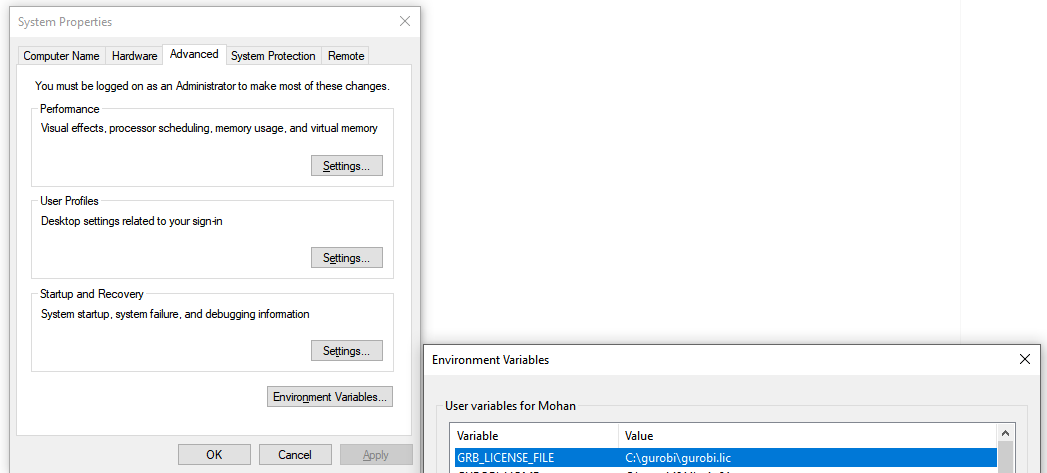 System Properties
Computer Name Hardware Advanced System Protection Remote
You must be logged on as an Administrator to make most of these changes.
Performance
Visual effects, processor scheduling, memory usage, and virtual memory
Settings...
User Profiles
Desktop settings related to your sign-in
Settings...
Startup and Recovery
System startup, system failure, and debugging information
Settings...
Environment Variables...
OK Cancel Apply
Environment Variables
User variables for Mohan
Variable Value
GRB_LICENSE_FILE C:\gurobi\gurobi.lic